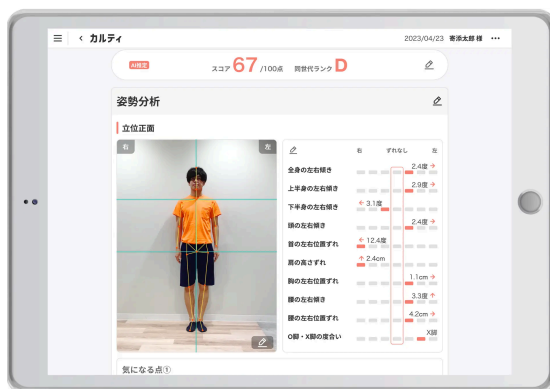 カルティ
2023/04/23 寄添太郎 様
AI推定
スコア 67 /100点 同世代ランク D
姿勢分析
立位正面
右 左
右 ずれなし 左
全身の左右傾き 2.4度 →
上半身の左右傾き 2.9度 →
下半身の左右傾き ← 3.1度
頭の左右傾き 2.4度 →
首の左右位置ずれ ← 12.4度
肩の高さずれ ↑ 2.4cm
胸の左右位置ずれ 1.1cm →
腰の左右傾き 3.3度 ↑
腰の左右位置ずれ 4.2cm →
O脚・X脚の度合い X脚
気になる点①